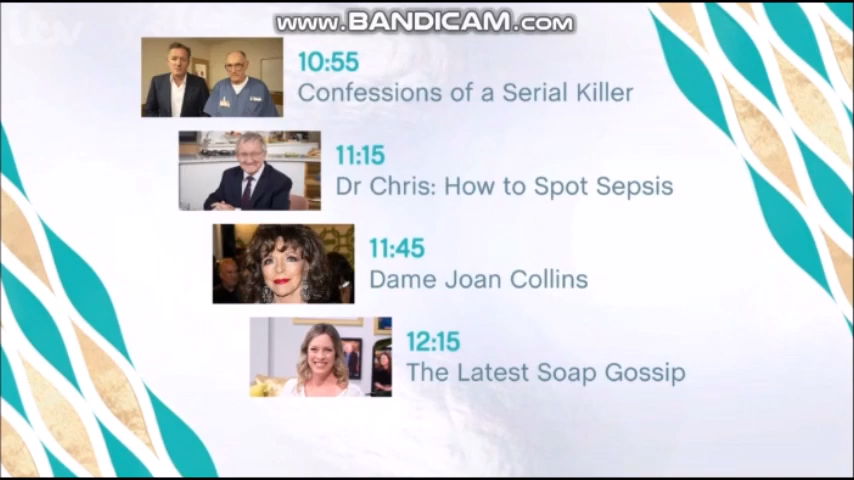 www.BANDICAM.com
itv
10:55
Confessions of a Serial Killer
11:15
Dr Chris: How to Spot Sepsis
11:45
Dame Joan Collins
12:15
The Latest Soap Gossip